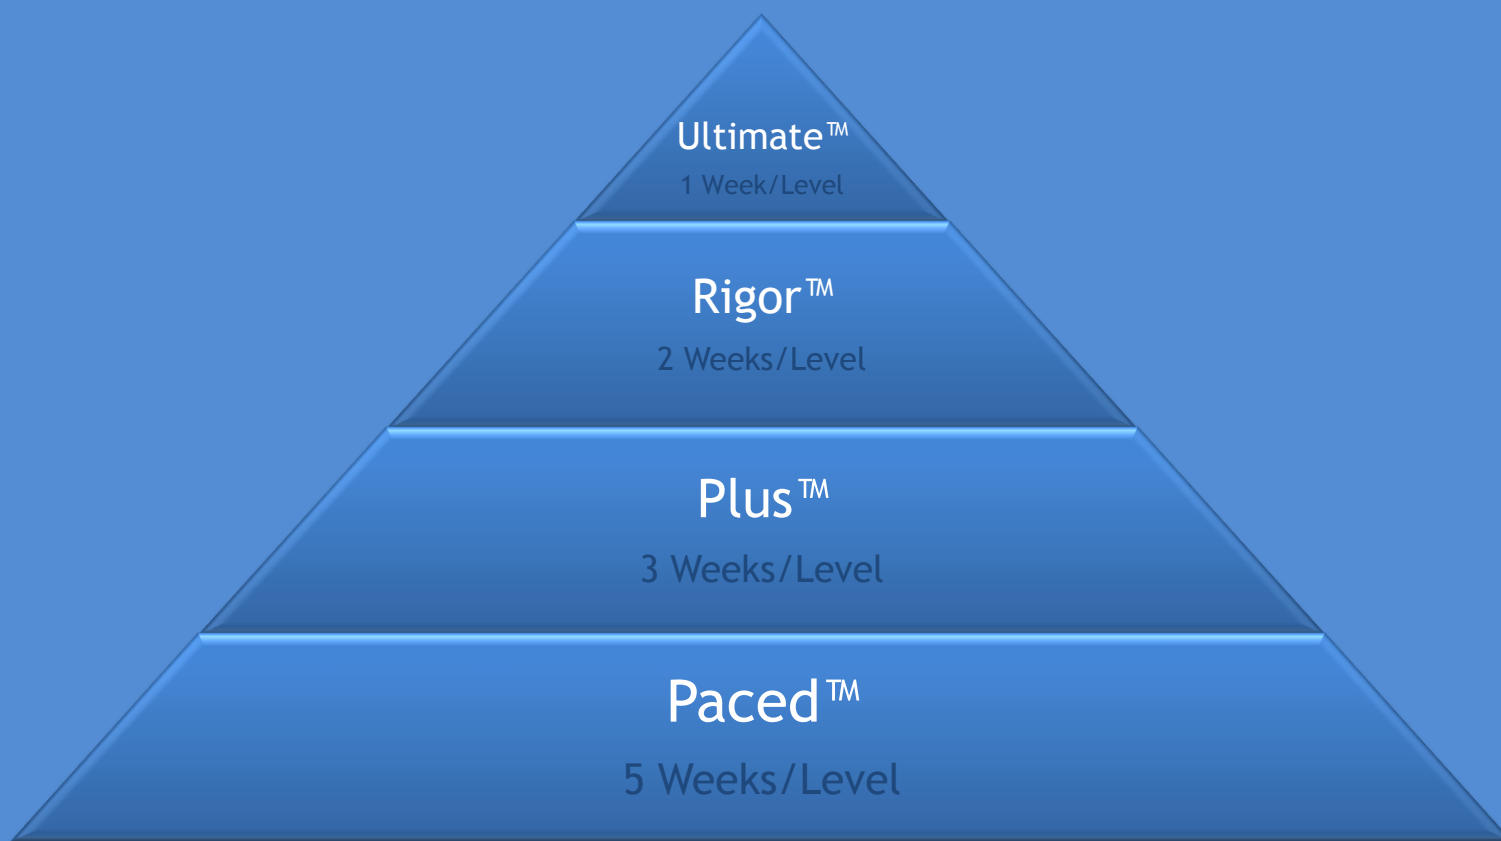 Ultimate™
1 Week/Level
Rigor™
2 Weeks/Level
Plus™
3 Weeks/Level
Paced™
5 Weeks/Level